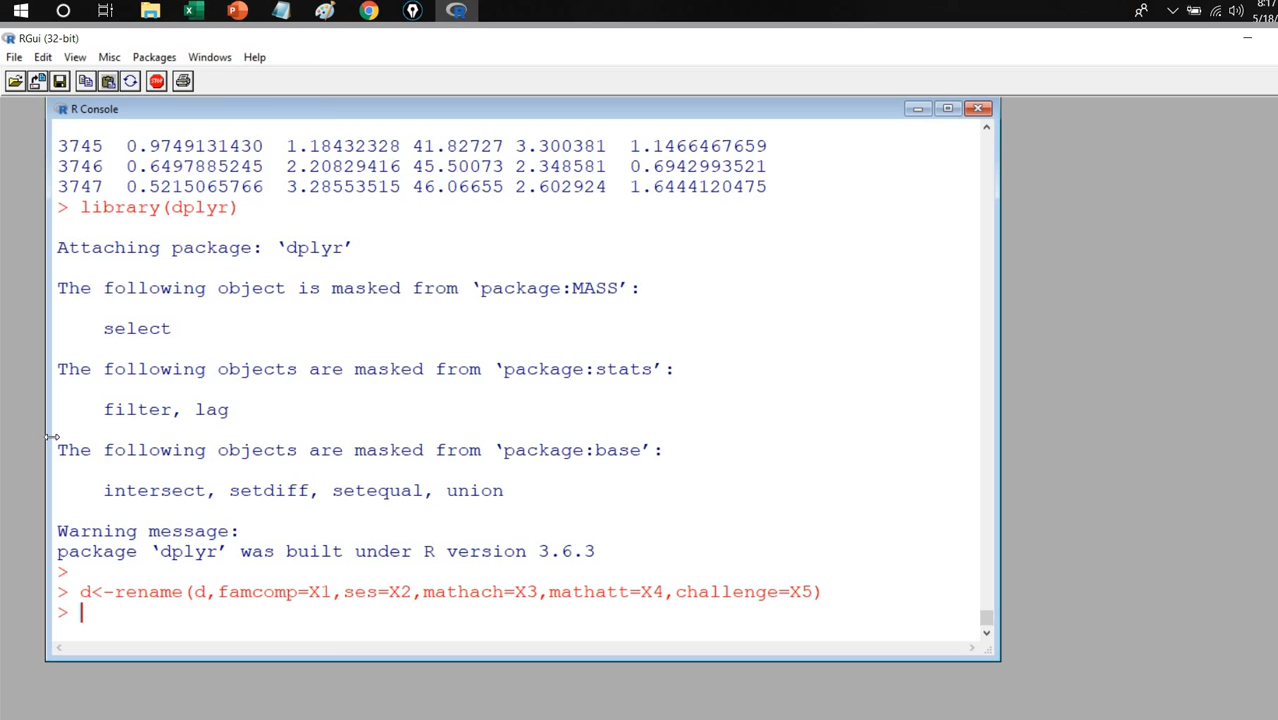 8:17
5/18/
RGui (32-bit)
File Edit View Misc Packages Windows Help
STOP
R Console
3745 0.9749131430 1.18432328 41.82727 3.300381 1.1466467659
3746 0.6497885245 2.20829416 45.50073 2.348581 0.6942993521
3747 0.5215065766 3.28553515 46.06655 2.602924 1.6444120475
> library(dplyr)
Attaching package: ‘dplyr’
The following object is masked from ‘package:MASS’:
select
The following objects are masked from ‘package:stats’:
filter, lag
The following objects are masked from ‘package:base’:
intersect, setdiff, setequal, union
Warning message:
package ‘dplyr’ was built under R version 3.6.3
>
> d<-rename(d,famcomp=X1,ses=X2,mathach=X3,mathatt=X4,challenge=X5)
>